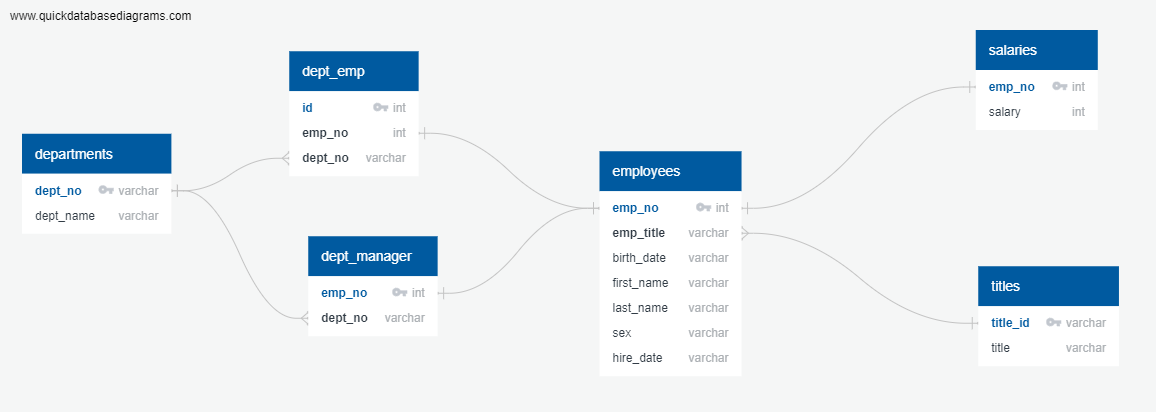 www.quickdatabasediagrams.com
departments
dept_no varchar
dept_name varchar
dept_emp
id int
emp_no int
dept_no varchar
dept_manager
emp_no int
dept_no varchar
employees
emp_no int
emp_title varchar
birth_date varchar
first_name varchar
last_name varchar
sex varchar
hire_date varchar
salaries
emp_no int
salary int
titles
title_id varchar
title varchar